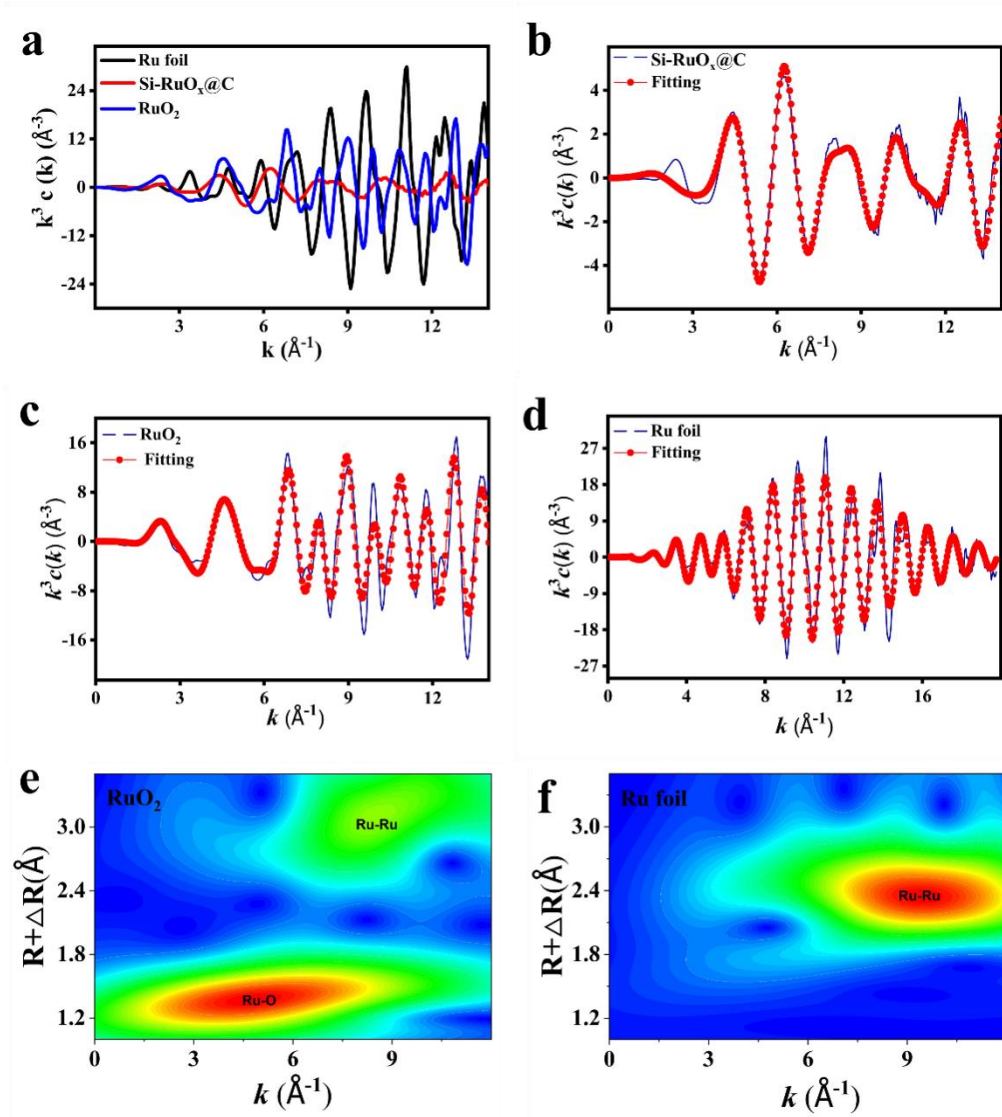 a
Ru foil
Si-RuOₓ@C
RuO₂
24
12
0
-12
-24
3 6 9 12
k³ c (k) (Å⁻³)
k (Å⁻¹)
b
Si-RuOₓ@C
Fitting
4
2
0
-2
-4
0 2 4 6 8 10 12
k³c(k) (Å⁻³)
k (Å⁻¹)
c
RuO₂
Fitting
16
8
0
-8
-16
0 3 6 9 12
k³c(k) (Å⁻³)
k (Å⁻¹)
d
Ru foil
Fitting
27
18
9
0
-9
-18
-27
0 4 8 12 16
k³c(k) (Å⁻³)
k (Å⁻¹)
e
RuO₂
Ru-Ru
Ru-O
3.0
2.4
1.8
1.2
0 3 6 9
R+△R(Å)
k (Å⁻¹)
f
Ru foil
Ru-Ru
3.0
2.4
1.8
1.2
0 3 6 9
R+△R(Å)
k (Å⁻¹)